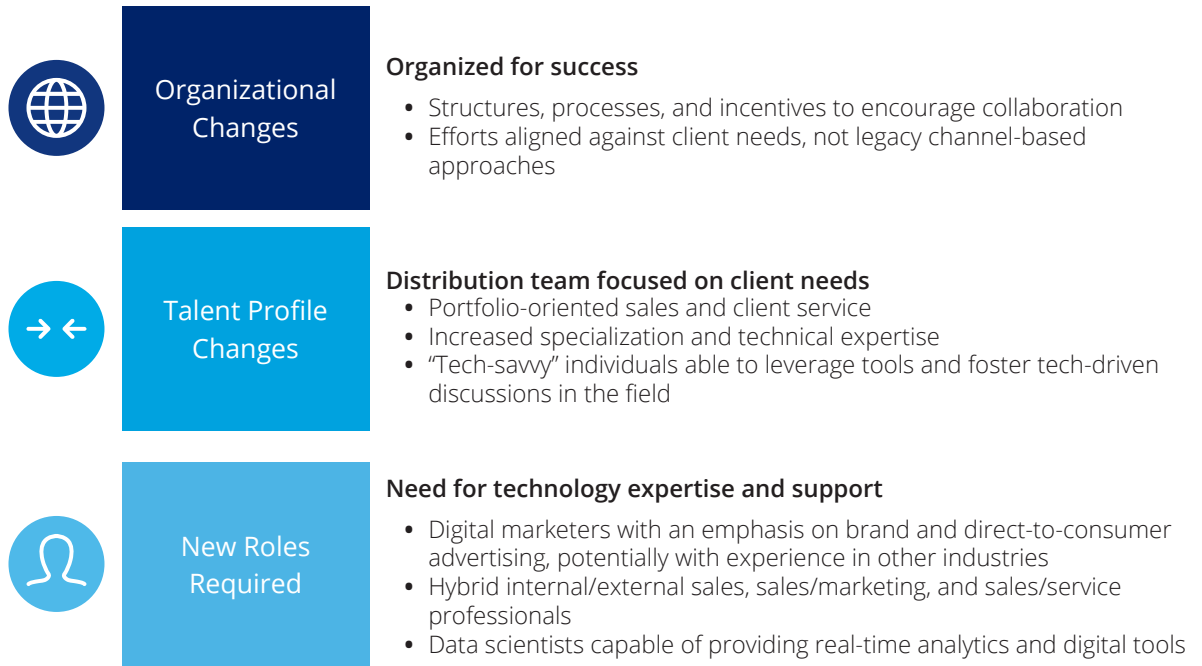 Organizational
Changes
Organized for success
• Structures, processes, and incentives to encourage collaboration
• Efforts aligned against client needs, not legacy channel-based
approaches
Talent Profile
Changes
Distribution team focused on client needs
• Portfolio-oriented sales and client service
• Increased specialization and technical expertise
• “Tech-savvy” individuals able to leverage tools and foster tech-driven
discussions in the field
New Roles
Required
Need for technology expertise and support
• Digital marketers with an emphasis on brand and direct-to-consumer
advertising, potentially with experience in other industries
• Hybrid internal/external sales, sales/marketing, and sales/service
professionals
• Data scientists capable of providing real-time analytics and digital tools